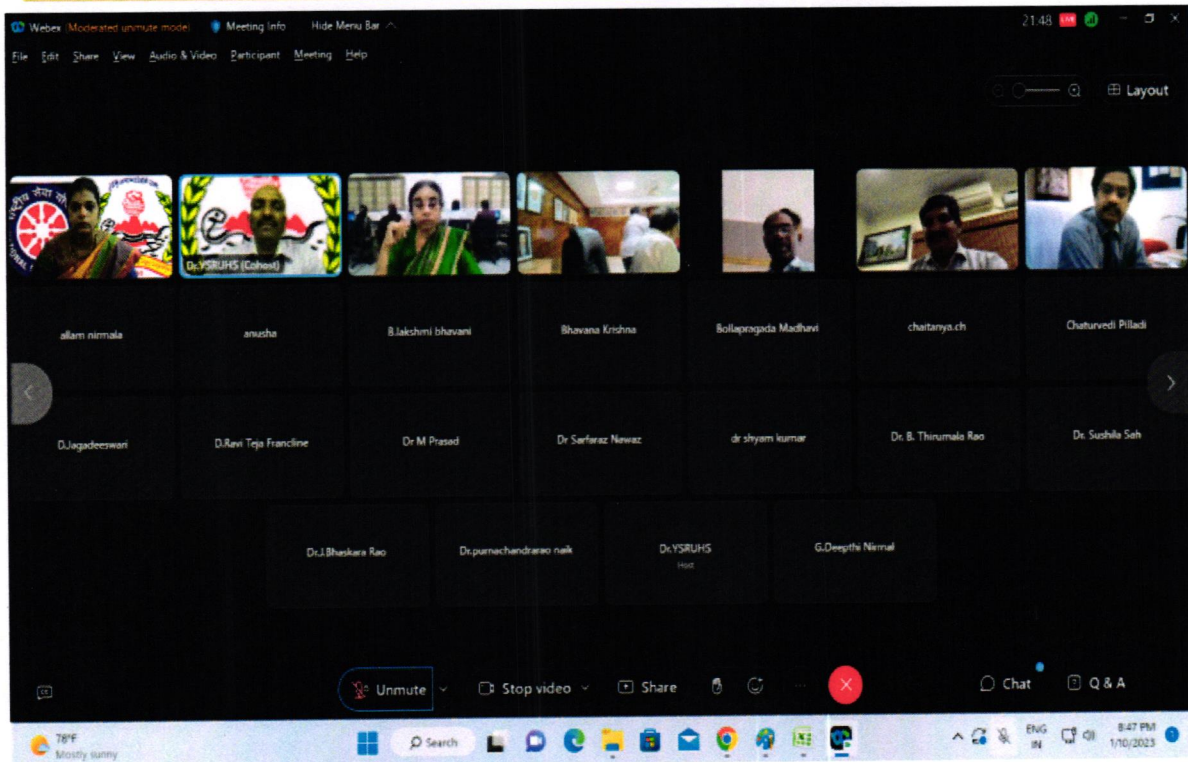 Webex (Moderated unmute mode) Meeting Info Hide Menu Bar
21:48 LIVE
File Edit Share View Audio & Video Participant Meeting Help
Layout
Dr.YSRUHS (Cohost)
allam nirmala
anusha
B.lakshmi bhavani
Bhavana Krishna
Bollapragada Madhavi
chaitanya.ch
Chaturvedi Pilladi
D.Jagadeeswari
D.Ravi Teja Francline
Dr M Prasad
Dr Sarfaraz Nawaz
dr shyam kumar
Dr. B. Thirumala Rao
Dr. Sushila Sah
Dr.J.Bhaskara Rao
Dr.purnachandrarao naik
Dr.YSRUHS
Host
G.Deepthi Nirmal
Unmute Stop video Share
Chat Q & A
78°F
Mostly sunny
Search
ENG
IN
8:47 PM
1/10/2023